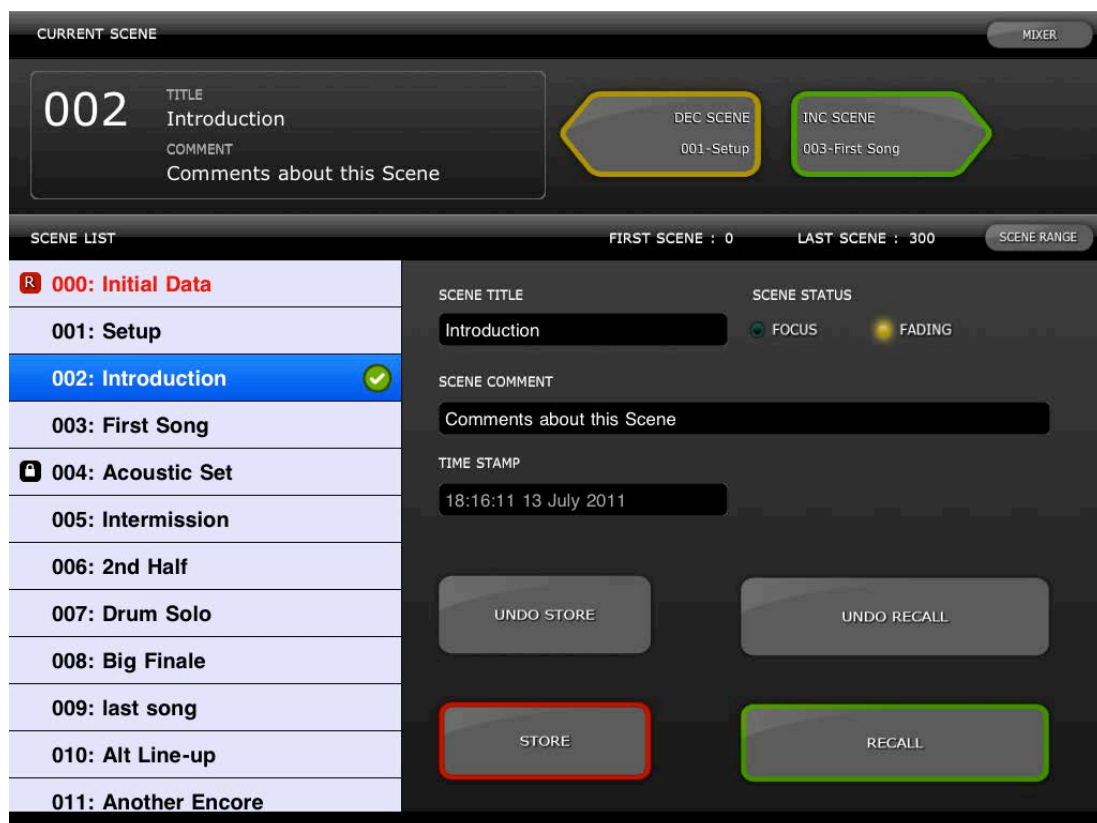 CURRENT SCENE
MIXER
002
TITLE
Introduction
COMMENT
Comments about this Scene
DEC SCENE
001-Setup
INC SCENE
003-First Song
SCENE LIST
FIRST SCENE : 0
LAST SCENE : 300
SCENE RANGE
R 000: Initial Data
001: Setup
002: Introduction
003: First Song
004: Acoustic Set
005: Intermission
006: 2nd Half
007: Drum Solo
008: Big Finale
009: last song
010: Alt Line-up
011: Another Encore
SCENE TITLE
Introduction
SCENE STATUS
FOCUS
FADING
SCENE COMMENT
Comments about this Scene
TIME STAMP
18:16:11 13 July 2011
UNDO STORE
UNDO RECALL
STORE
RECALL